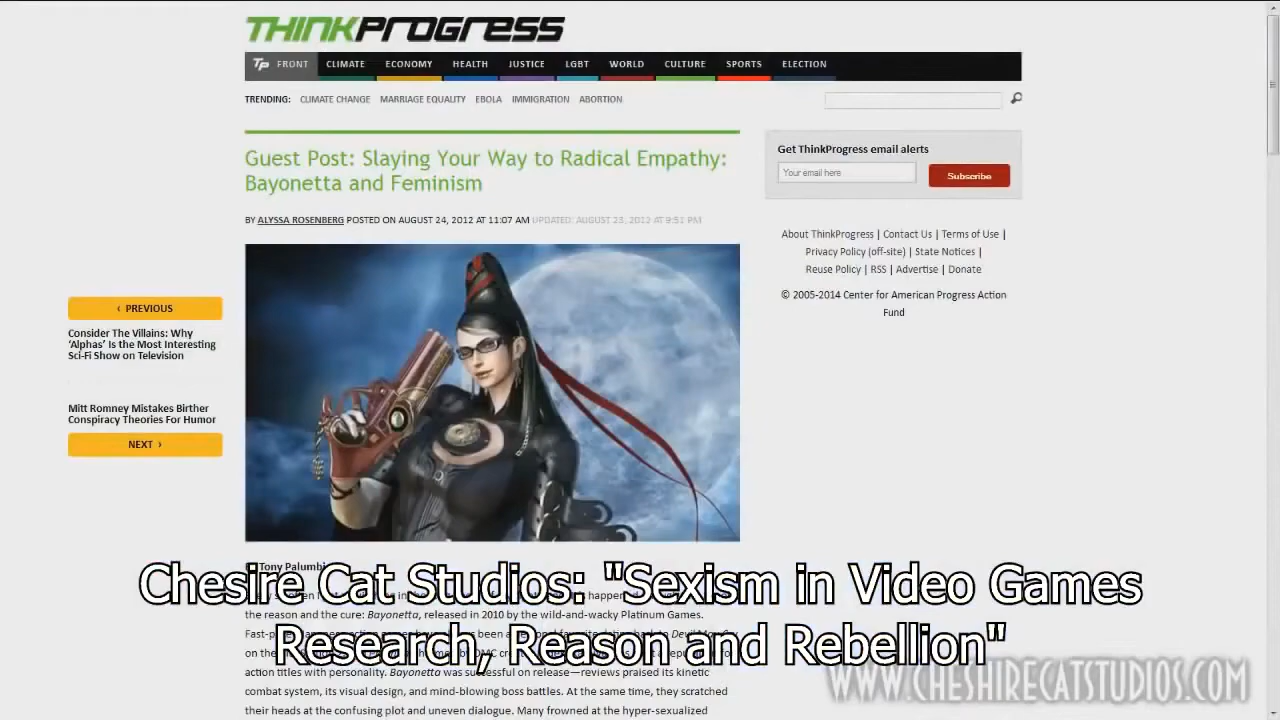 THINKPROGRESS
TP FRONT CLIMATE ECONOMY HEALTH JUSTICE LGBT WORLD CULTURE SPORTS ELECTION
TRENDING: CLIMATE CHANGE MARRIAGE EQUALITY EBOLA IMMIGRATION ABORTION
Guest Post: Slaying Your Way to Radical Empathy:
Bayonetta and Feminism
BY ALYSSA ROSENBERG POSTED ON AUGUST 24, 2012 AT 11:07 AM UPDATED: AUGUST 23, 2012 AT 9:51 PM
Get ThinkProgress email alerts
Your email here
Subscribe
About ThinkProgress | Contact Us | Terms of Use |
Privacy Policy (off-site) | State Notices |
Reuse Policy | RSS | Advertise | Donate
© 2005-2014 Center for American Progress Action
Fund
‹ PREVIOUS
Consider The Villains: Why
‘Alphas’ Is the Most Interesting
Sci-Fi Show on Television
Mitt Romney Mistakes Birther
Conspiracy Theories For Humor
NEXT ›
Tony Palumbi
Chesire Cat Studios: "Sexism in Video Games
Research, Reason and Rebellion"
the reason and the cure: Bayonetta, released in 2010 by the wild-and-wacky Platinum Games.
action titles with personality. Bayonetta was successful on release—reviews praised its kinetic
combat system, its visual design, and mind-blowing boss battles. At the same time, they scratched
their heads at the confusing plot and uneven dialogue. Many frowned at the hyper-sexualized
WWW.CHESHIRECATSTUDIOS.COM